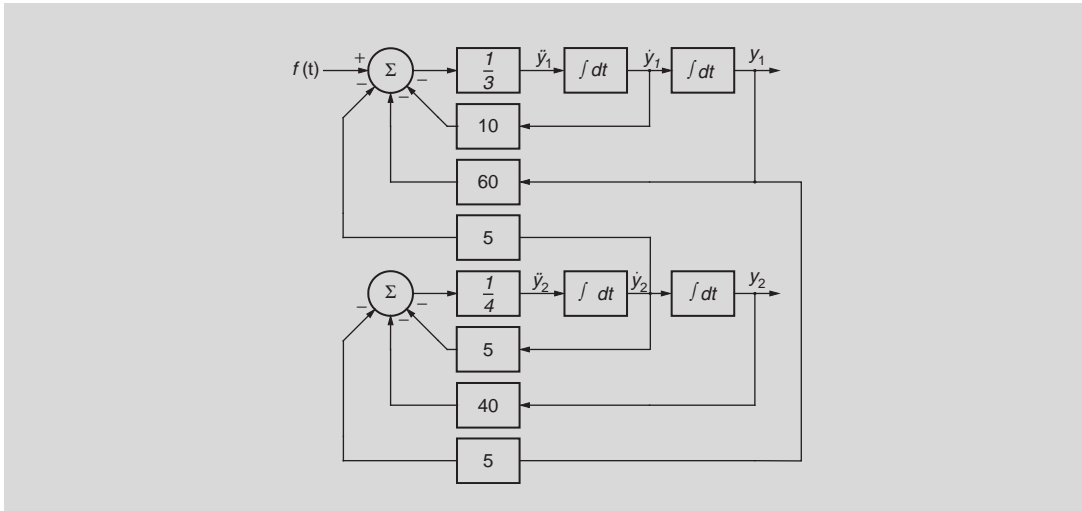 f (t)
+
−
Σ
−
−
1
3
ÿ₁
∫ dt
ẏ₁
∫ dt
y₁
10
60
5
−
Σ
−
−
1
4
ÿ₂
∫ dt
ẏ₂
∫ dt
y₂
5
40
5